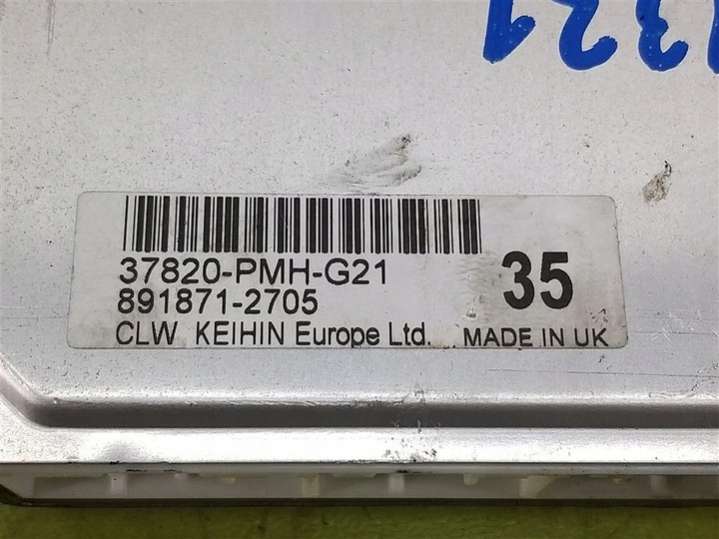 37820-PMH-G21
891871-2705
35
CLW KEIHIN Europe Ltd. MADE IN UK